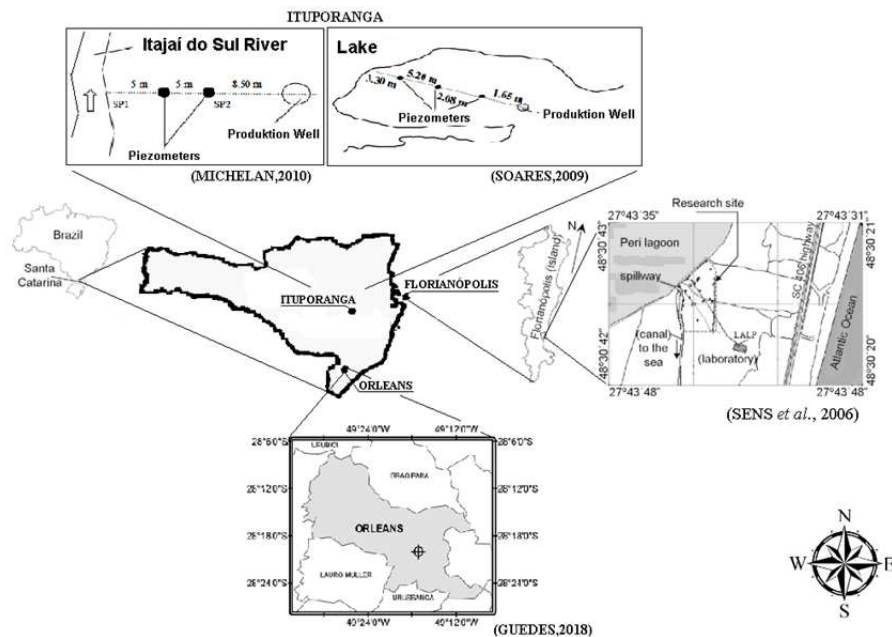 ITUPORANGA
Itajaí do Sul River
5 m
5 m
8.50 m
SP1
SP2
Produktion Well
Piezometers
(MICHELAN,2010)
Lake
3.30 m
5.20 m
2.08 m
1.65 m
Piezometers
Produktion Well
(SOARES,2009)
Brazil
Santa
Catarina
ITUPORANGA
FLORIANÓPOLIS
ORLEANS
N
Florianópolis (island)
Research site
27°43'35
27°43'31
48°30'43
48°30'21
Peri lagoon
spillway
SC 406 highway
LALP
(laboratory)
(canal) to the sea
Atlantic Ocean
48°30'42
48°30'20
27°43'48
27°43'48
(SENS et al., 2006)
49°24'0"W
49°12'0"W
28°6'0"S
28°6'0"S
URUBICI
GRAO PARA
28°12'0"S
28°12'0"S
ORLEANS
28°18'0"S
28°18'0"S
LAURO MULLER
28°24'0"S
28°24'0"S
URUSSANGA
49°24'0"W
49°12'0"W
(GUEDES,2018)
N
W
E
S